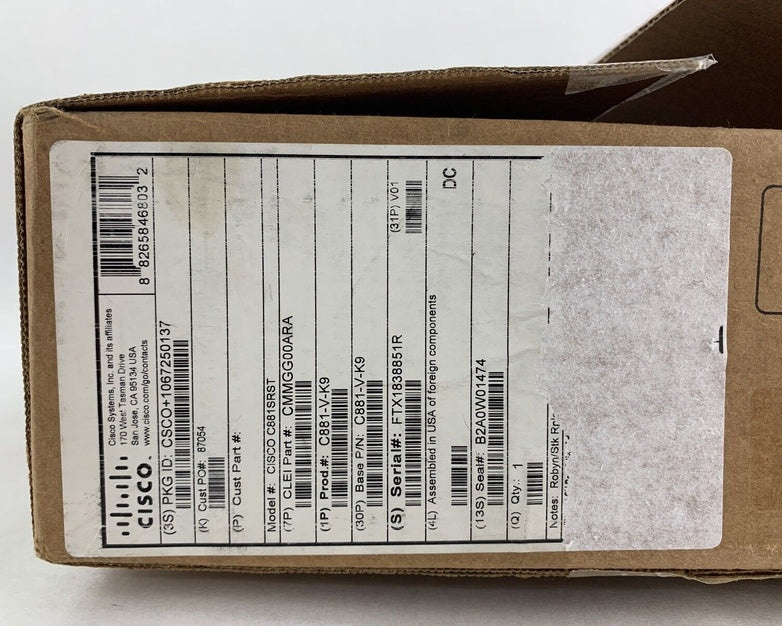 CISCO.
Cisco Systems, Inc. and its affiliates
170 West Tasman Drive
San Jose, CA 95134 USA
www.cisco.com/go/contacts
8 8265846803 2
(3S) PKG ID: CSCO+1067250137
(K) Cust PO#: 87054
(P) Cust Part #:
Model #: CISCO C881SRST
(7P) CLEI Part #: CMMGG00ARA
(1P) Prod.#: C881-V-K9
(30P) Base P/N: C881-V-K9
(31P) V01
(S) Serial#: FTX1838851R
(4L) Assembled in USA of foreign components
DC
(13S) Seal#: B2A0W01474
(Q) Qty.: 1
Notes: Robyn/Stk